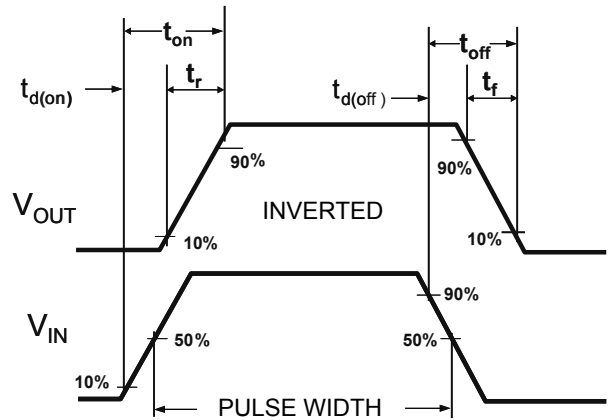 t_on
t_off
t_d(on)
t_r
t_d(off)
t_f
90%
90%
V_OUT
INVERTED
10%
10%
90%
V_IN
50%
50%
10%
PULSE WIDTH